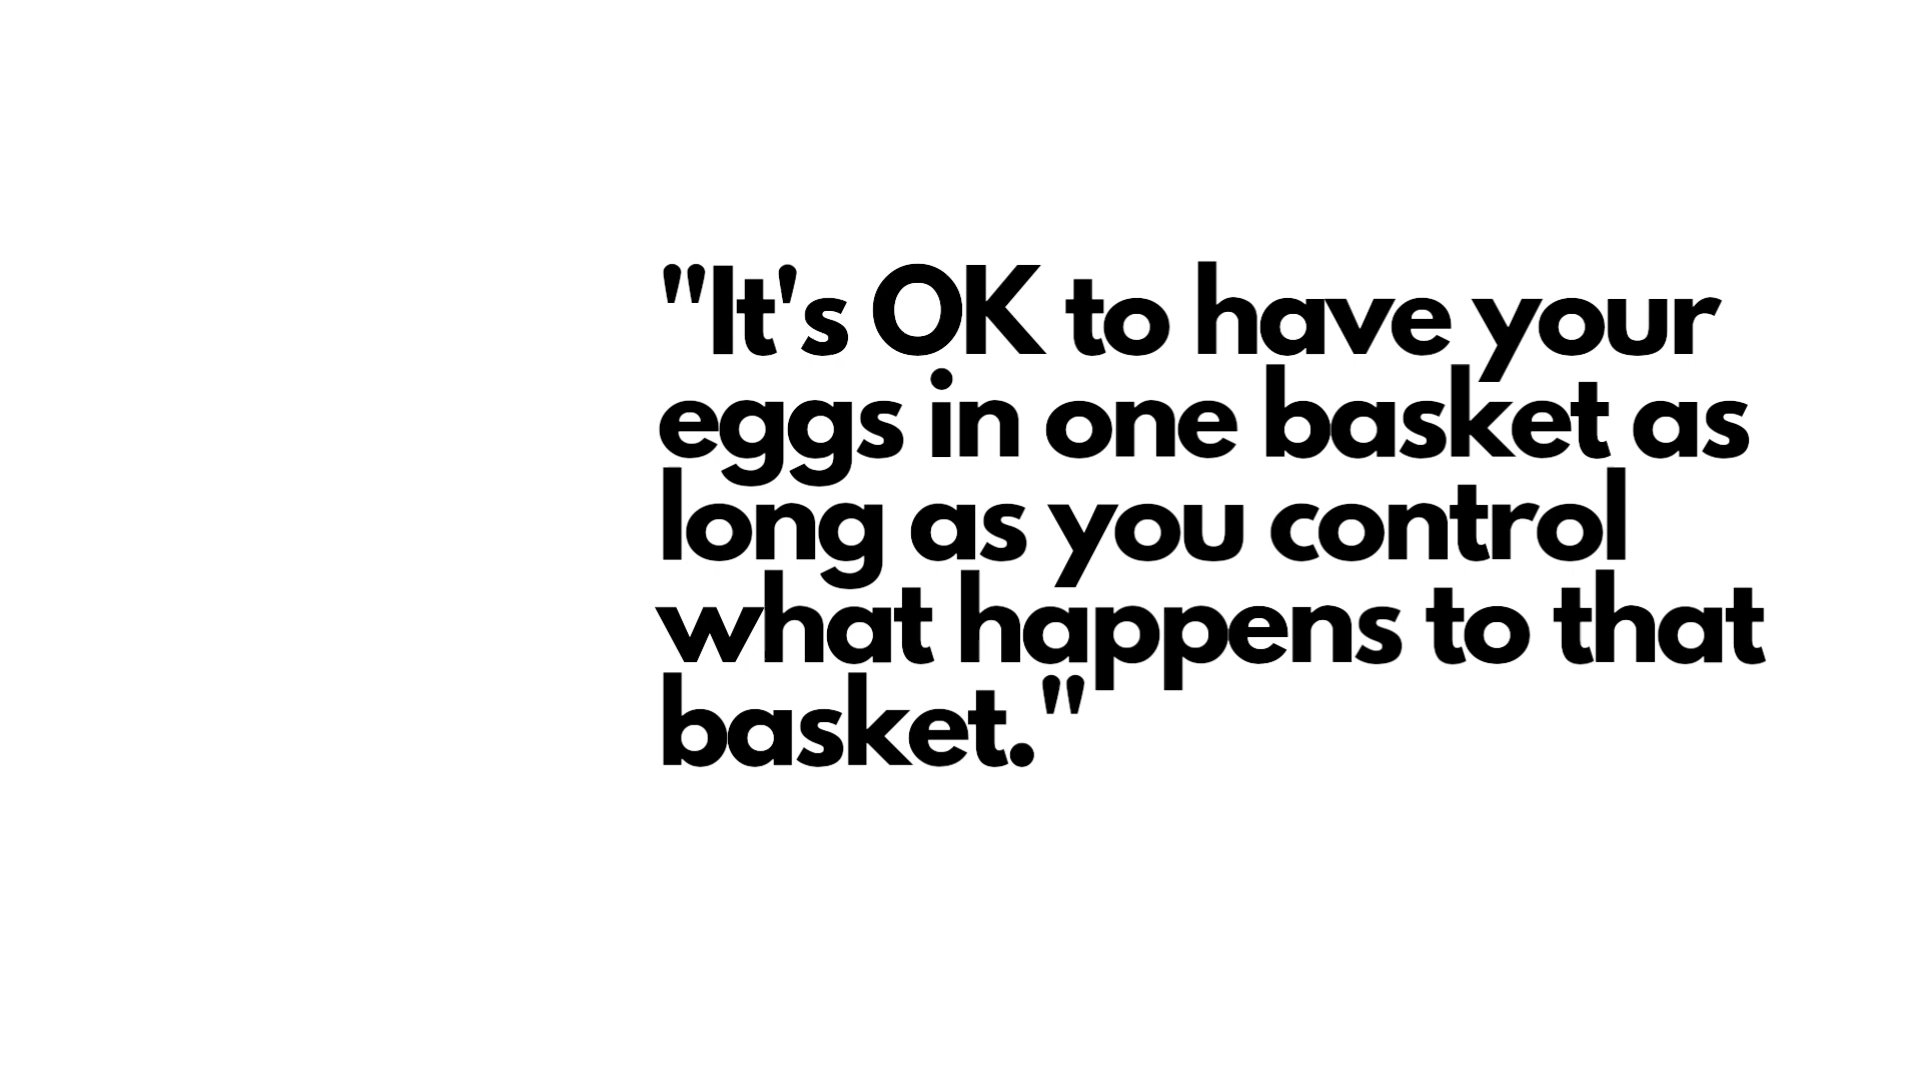 "It's OK to have your
eggs in one basket as
long as you control
what happens to that
basket."